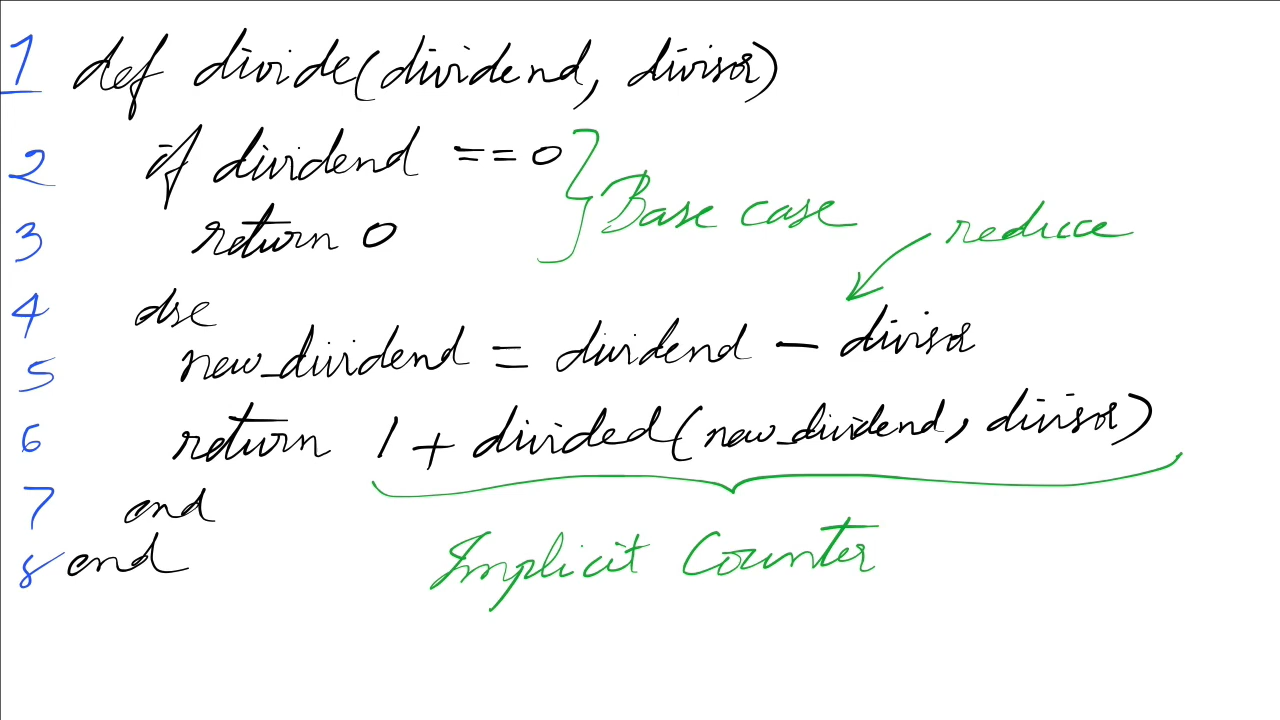 1 def divide(dividend, divisor)
2 if dividend == 0
3 return 0
Base case
reduce
4 else
5 new_dividend = dividend - divisor
6 return 1 + divided(new_dividend, divisor)
7 end
8 end
Implicit Counter